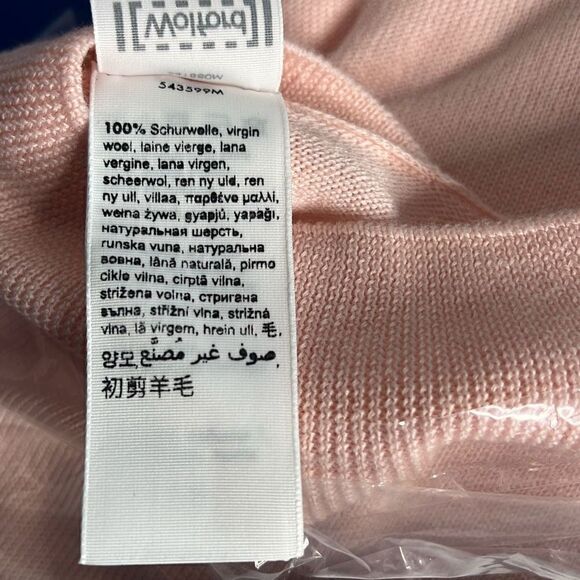 Wolford
543599M
100% Schurwolle, virgin
wool, laine vierge, lana
vergine, lana virgen,
scheerwol, ren ny uld, ren
ny ull, villaa, παρθένο μαλλί,
wełna żywa, gyapjú, yapağı,
натуральная шерсть,
runska vuna, натуральна
вовна, lână naturală, pirmo
cikle vilna, cirptă vilna,
strižena volna, стригана
вълна, střižní vlna, strižná
vlna, lã virgem, hrein ull, 毛,
양모, صوف غير مُصنَّع,
初剪羊毛